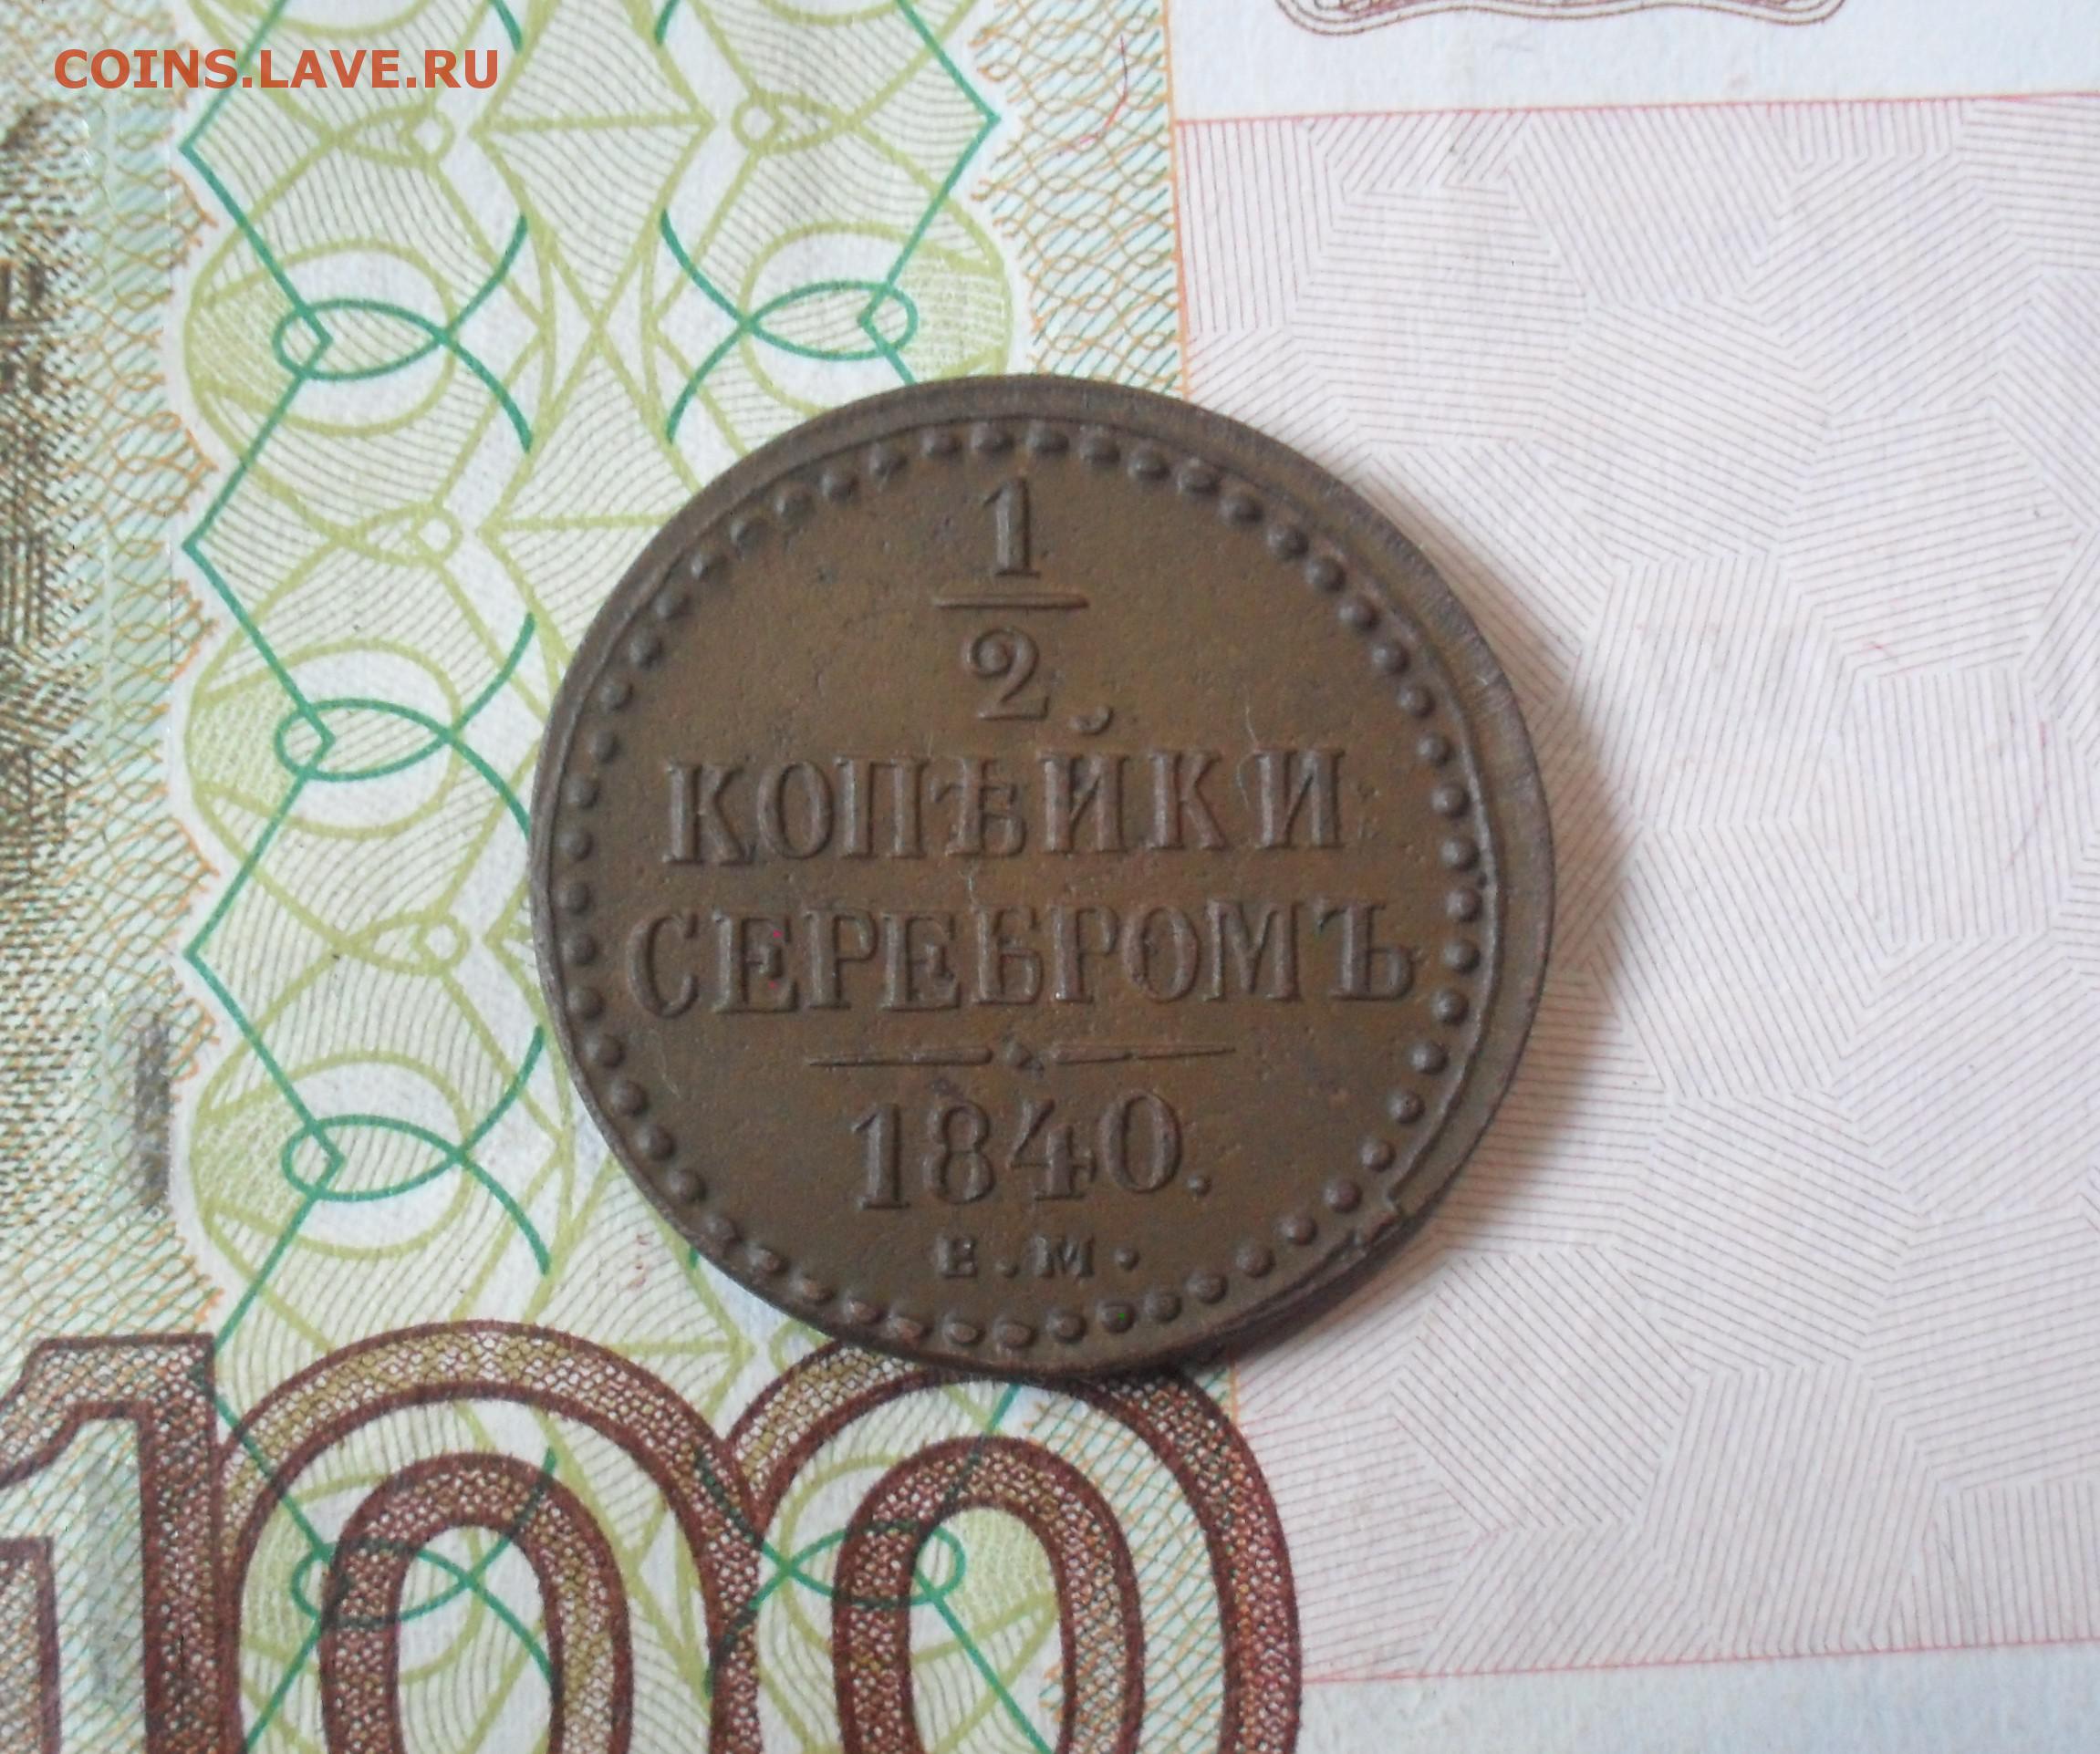 COINS.LAVE.RU
1
2.
КОПѢЙКИ
СЕРЕБРОМЪ
1840.
Е.М.
100